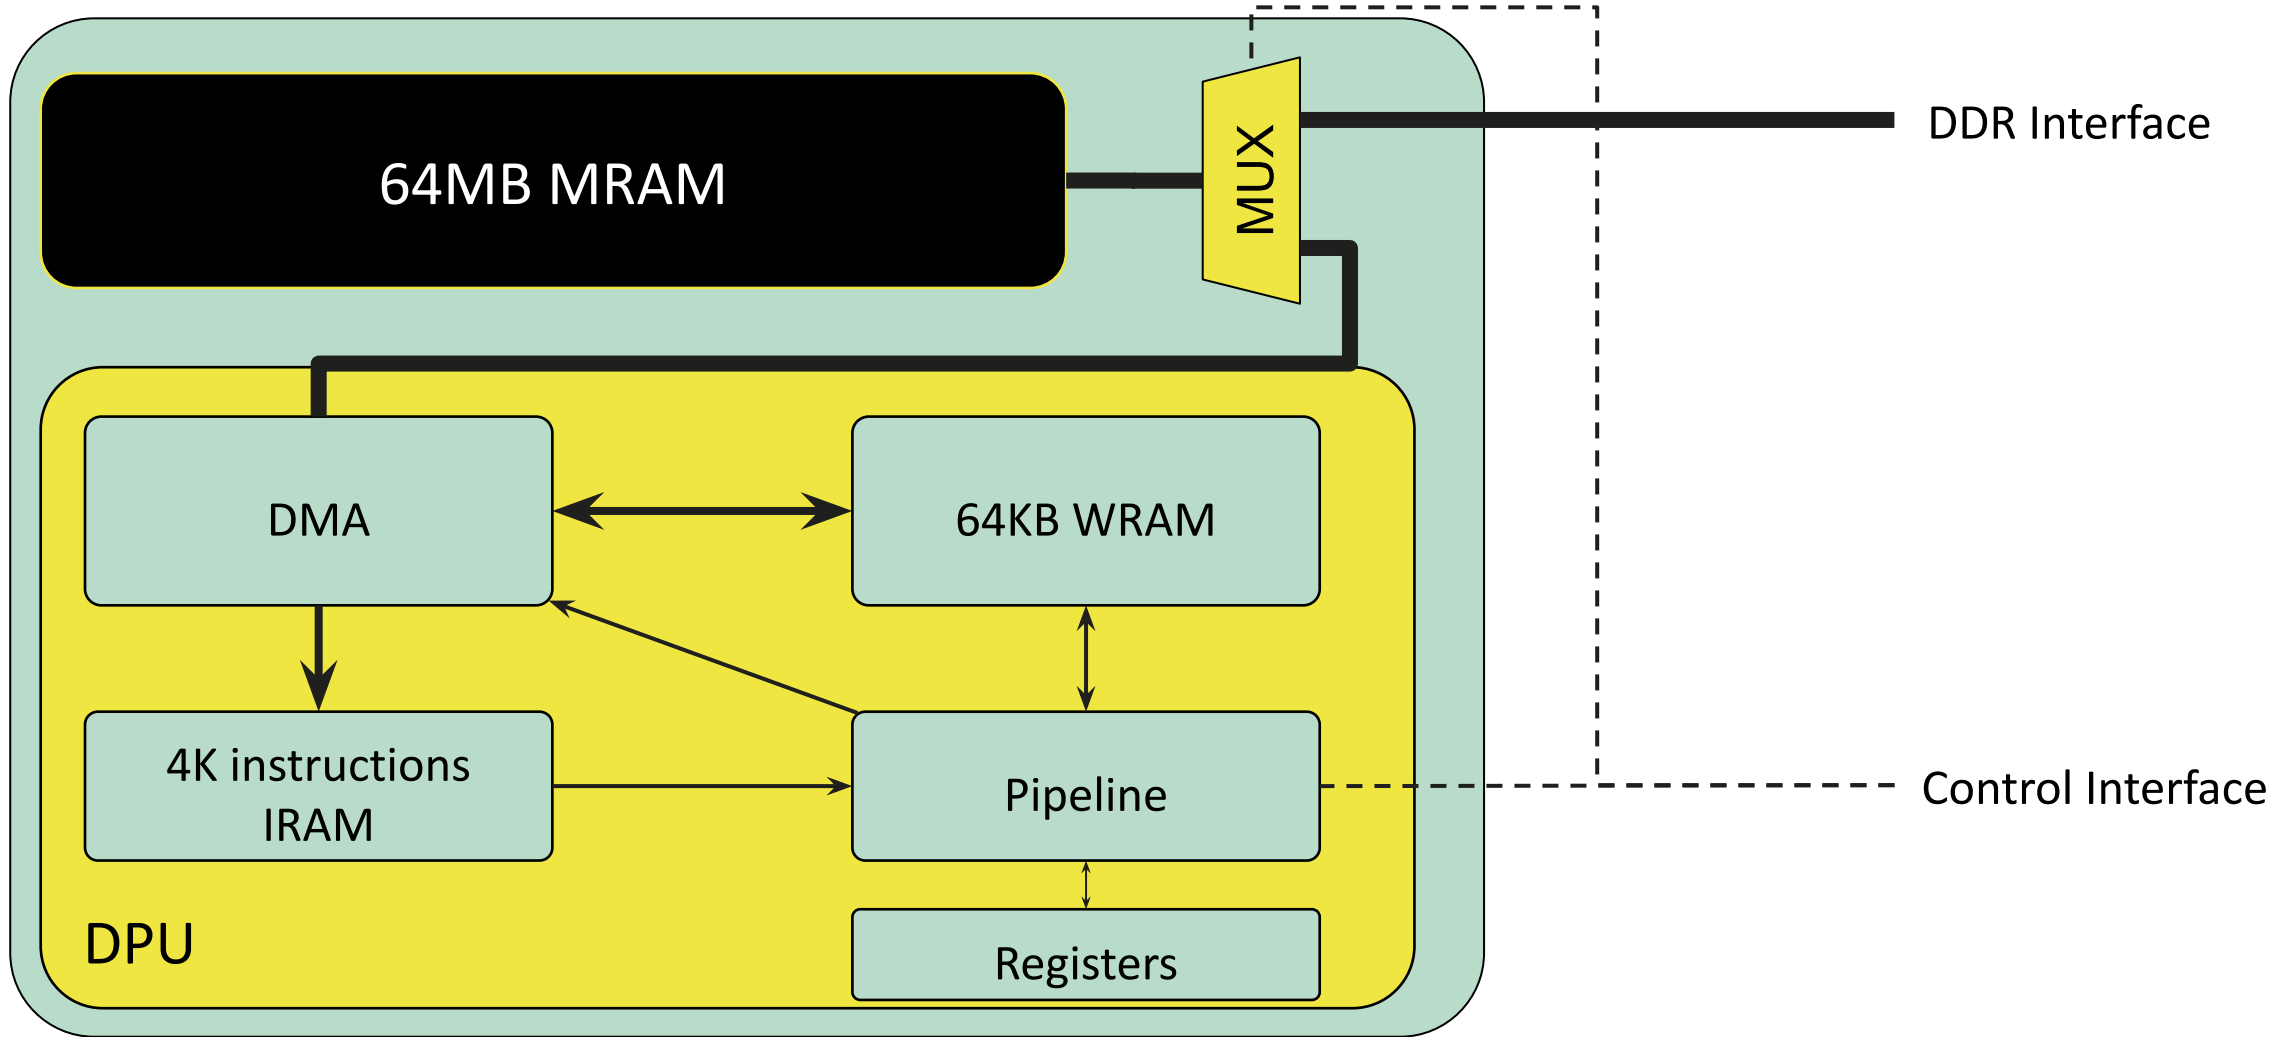 64MB MRAM
MUX
DDR Interface
DMA
64KB WRAM
4K instructions
IRAM
Pipeline
Control Interface
DPU
Registers